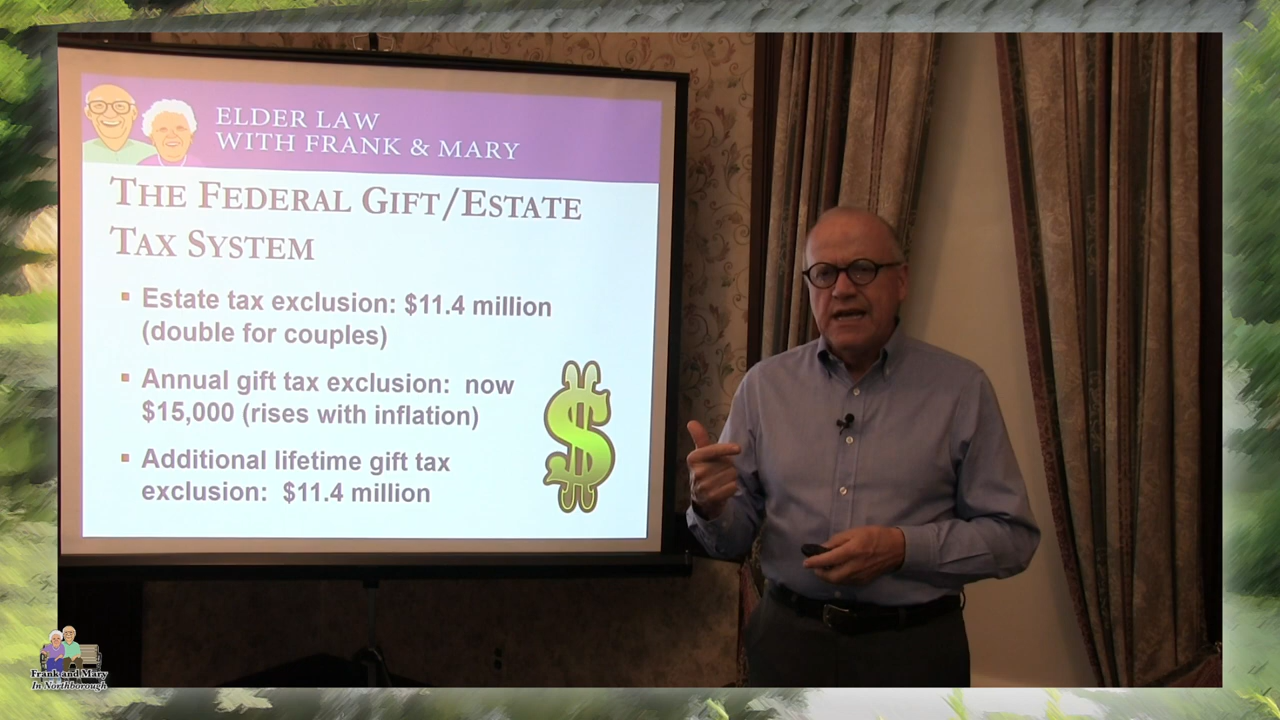 ELDER LAW
WITH FRANK & MARY
THE FEDERAL GIFT/ESTATE
TAX SYSTEM
Estate tax exclusion: $11.4 million
(double for couples)
Annual gift tax exclusion: now
$15,000 (rises with inflation)
Additional lifetime gift tax
exclusion: $11.4 million
Frank and Mary
In Northborough